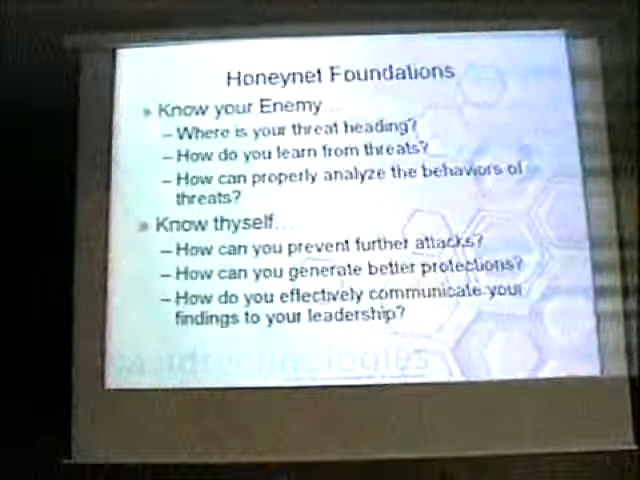 Honeynet Foundations
» Know your Enemy...
– Where is your threat heading?
– How do you learn from threats?
– How can properly analyze the behaviors of
threats?
» Know thyself...
– How can you prevent further attacks?
– How can you generate better protections?
– How do you effectively communicate your
findings to your leadership?